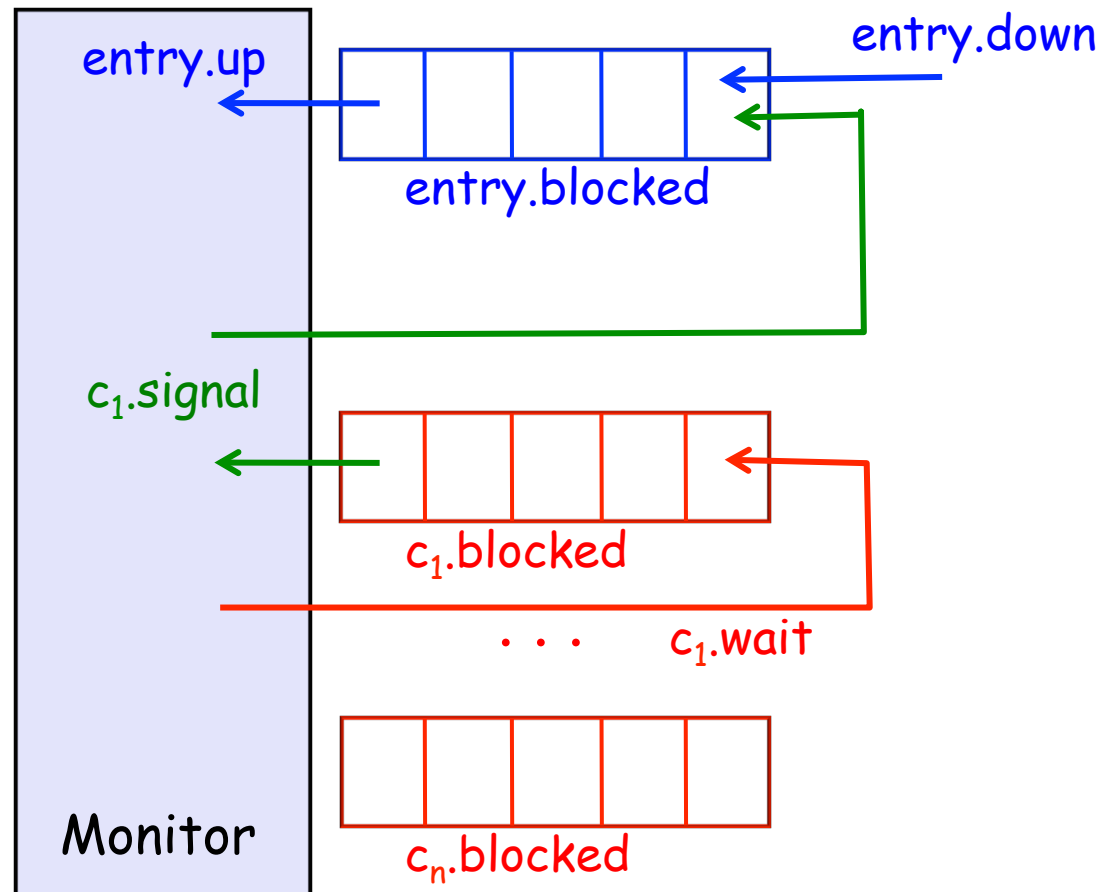 entry.down
entry.up
entry.blocked
c₁.signal
c₁.blocked
. . .
c₁.wait
Monitor
cₙ.blocked